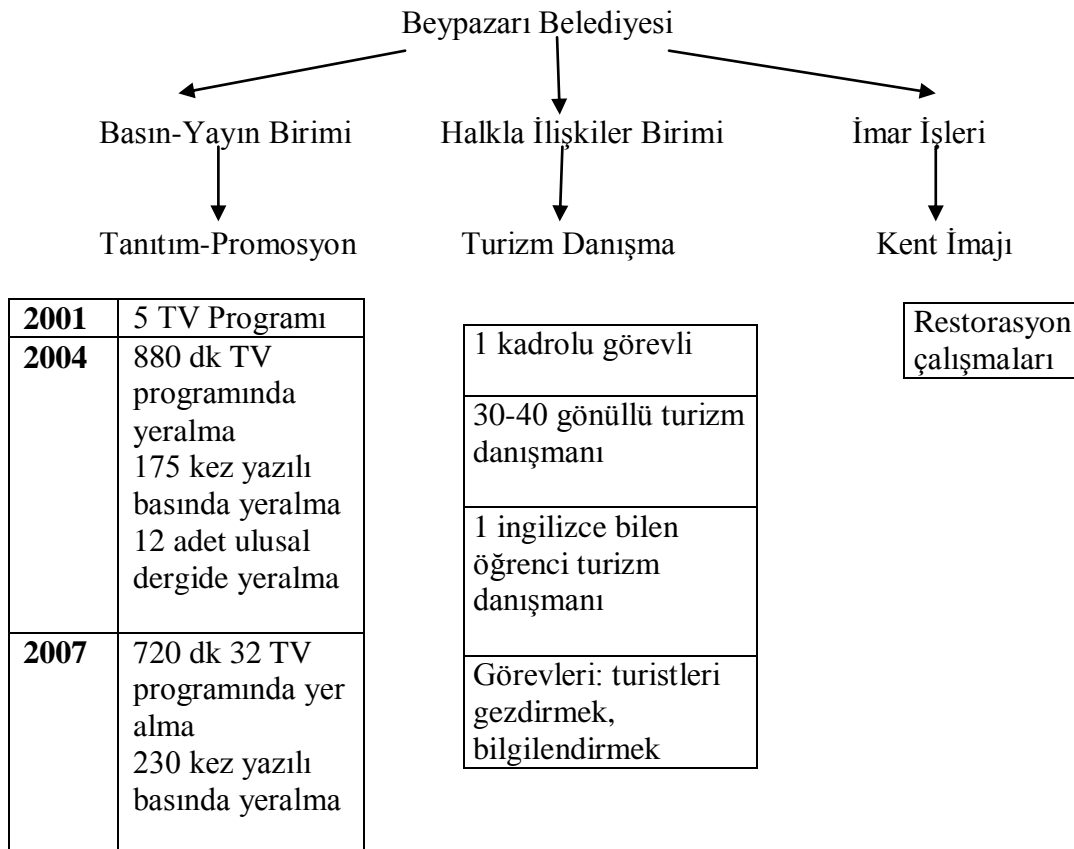 Beypazarı Belediyesi
Basın-Yayın Birimi
Halkla İlişkiler Birimi
İmar İşleri
Tanıtım-Promosyon
Turizm Danışma
Kent İmajı
2001
5 TV Programı
2004
880 dk TV
programında
yeralma
175 kez yazılı
basında yeralma
12 adet ulusal
dergide yeralma
2007
720 dk 32 TV
programında yer
alma
230 kez yazılı
basında yeralma
1 kadrolu görevli
30-40 gönüllü turizm
danışmanı
1 ingilizce bilen
öğrenci turizm
danışmanı
Görevleri: turistleri
gezdirmek,
bilgilendirmek
Restorasyon
çalışmaları